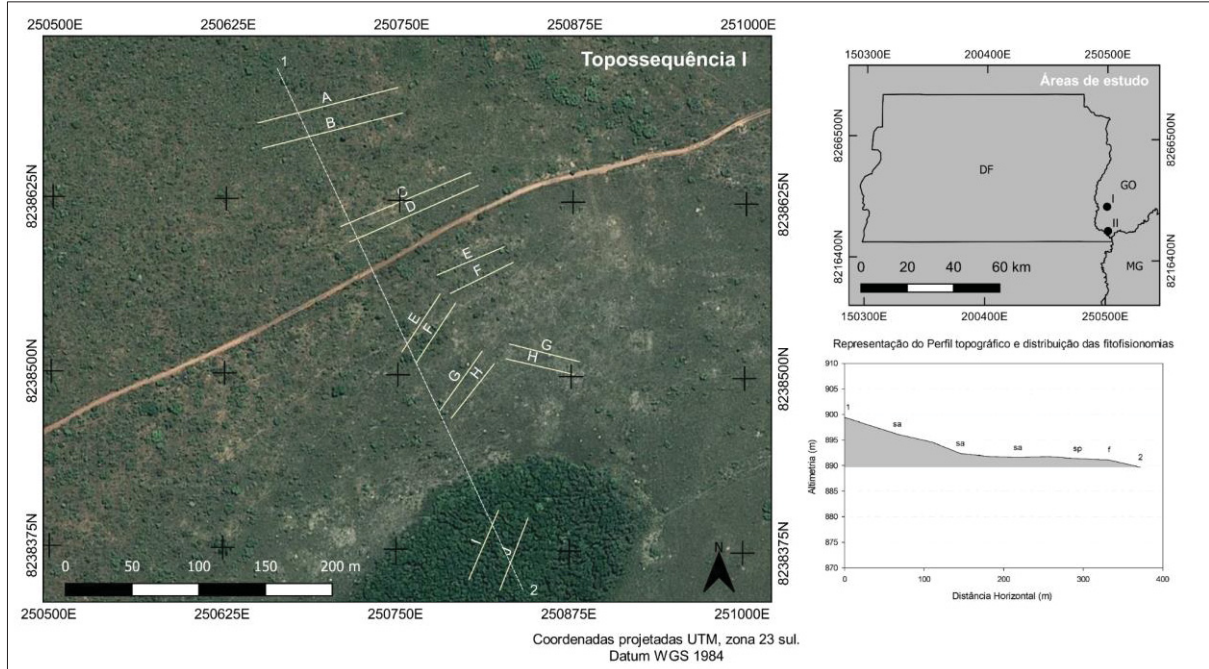 250500E 250625E 250750E 250875E 251000E
Topossequência I
1
A
B
C
D
E
F
E
F
G
H
G
H
I
J
2
8238625N
8238500N
8238375N
8238625N
8238500N
8238375N
0 50 100 150 200 m
N
250500E 250625E 250750E 250875E 251000E
Coordenadas projetadas UTM, zona 23 sul.
Datum WGS 1984
150300E 200400E 250500E
Áreas de estudo
8266500N
8216400N
8266500N
8216400N
DF
GO
I
II
MG
0 20 40 60 km
150300E 200400E 250500E
Representação do Perfil topográfico e distribuição das fitofisionomias
Altimetria (m)
910
905
900
895
890
885
880
875
870
1 sa sa sa sp f 2
0 100 200 300 400
Distância Horizontal (m)